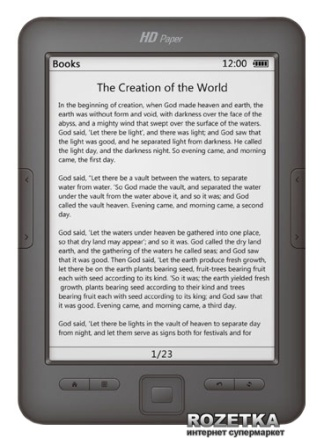 HD Paper
Books 12:00
The Creation of the World
In the beginning of creation, when God made heaven and earth, the
earth was without form and void, with darkness over the face of the
abyss, and a mighty wind that swept over the surface of the waters.
God said, 'Let there be light', and there was light; and God saw that
the light was good, and he separated light from darkness. He called
the light day, and the darkness night. So evening came, and morning
came, the first day.
God said, "Let there be a vault between the waters, to separate
water from water. 'So God made the vault, and separated the water
under the vault from the water above it, and so it was; and God
called the vault heaven. Evening came, and morning came, a second
day.
God said, 'Let the waters under heaven be gathered into one place,
so that dry land may appear'; and so it was. God called the dry land
earth, and the gathering of the waters he called seas; and God saw
that it was good. Then God said, 'Let the earth produce fresh growth,
let there be on the earth plants bearing seed, fruit-trees bearing fruit
each with seed according to its kind. 'So it was; the earth yielded fresh
growth, plants bearing seed according to their kind and trees
bearing fruit each with seed according to its kind; and God saw that
it was good. Evening came, and morning came, a third day.
God said, 'Let there be lights in the vault of heaven to separate day
from night, and let them serve as signs both for festivals and for
1/23
ROZETKA
интернет супермаркет